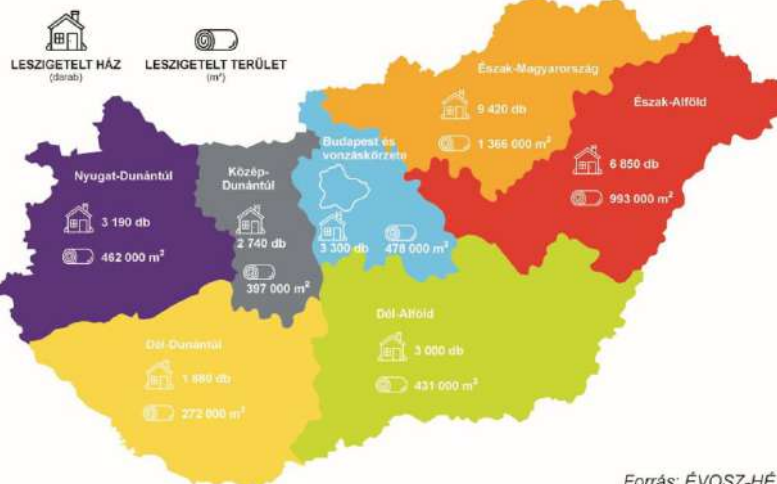 LESZIGETELT HÁZ
(darab)
LESZIGETELT TERÜLET
(m²)
Észak-Magyarország
9 420 db
1 366 000 m²
Észak-Alföld
6 850 db
993 000 m²
Budapest és
vonzáskörzete
3 300 db
478 000 m²
Nyugat-Dunántúl
3 190 db
462 000 m²
Közép-
Dunántúl
2 740 db
397 000 m²
Dél-Alföld
3 000 db
431 000 m²
Dél-Dunántúl
1 880 db
272 000 m²
Forrás: ÉVOSZ-HÉ